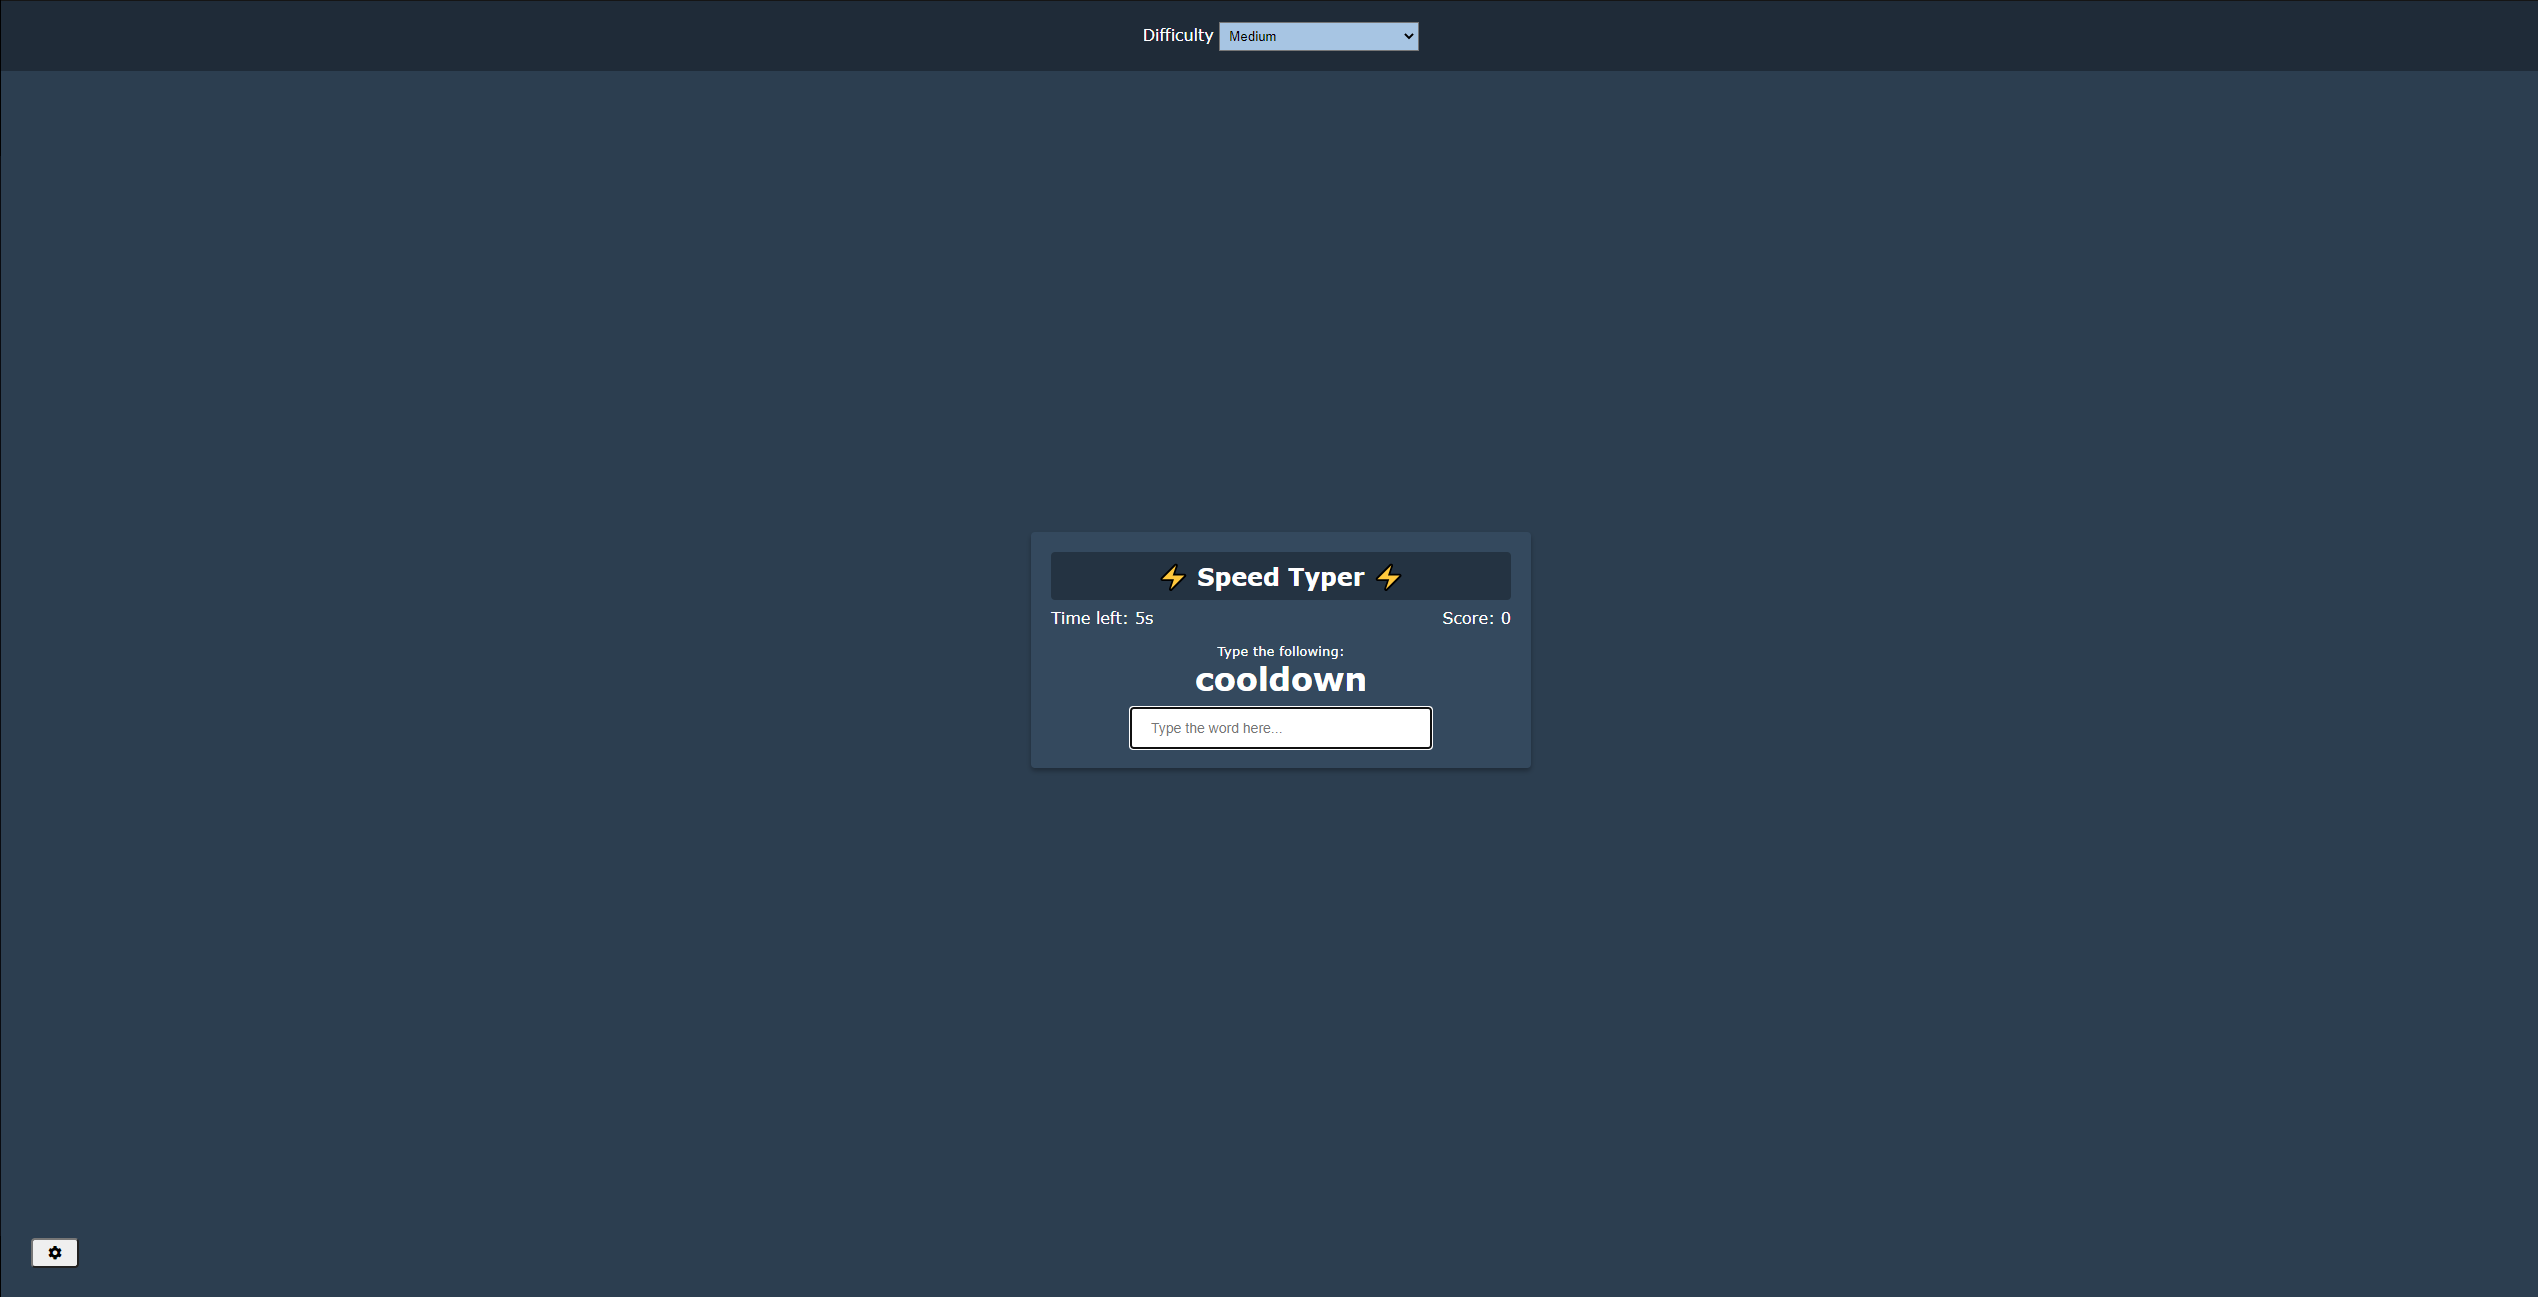 Difficulty Medium
⚡ Speed Typer ⚡
Time left: 5s Score: 0
Type the following:
cooldown
Type the word here...